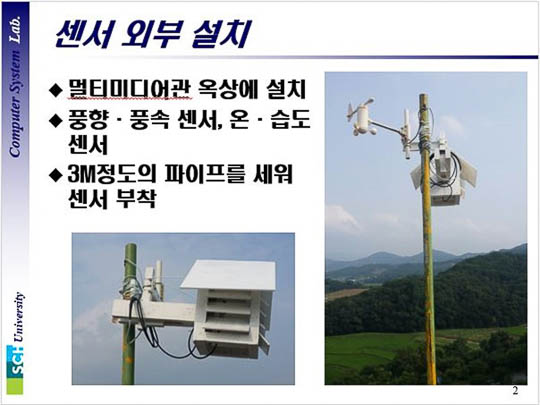 센서 외부 설치
◆ 멀티미디어관 옥상에 설치
◆ 풍향 · 풍속 센서, 온 · 습도
센서
◆ 3M정도의 파이프를 세워
센서 부착
Computer System Lab.
SCH University
2